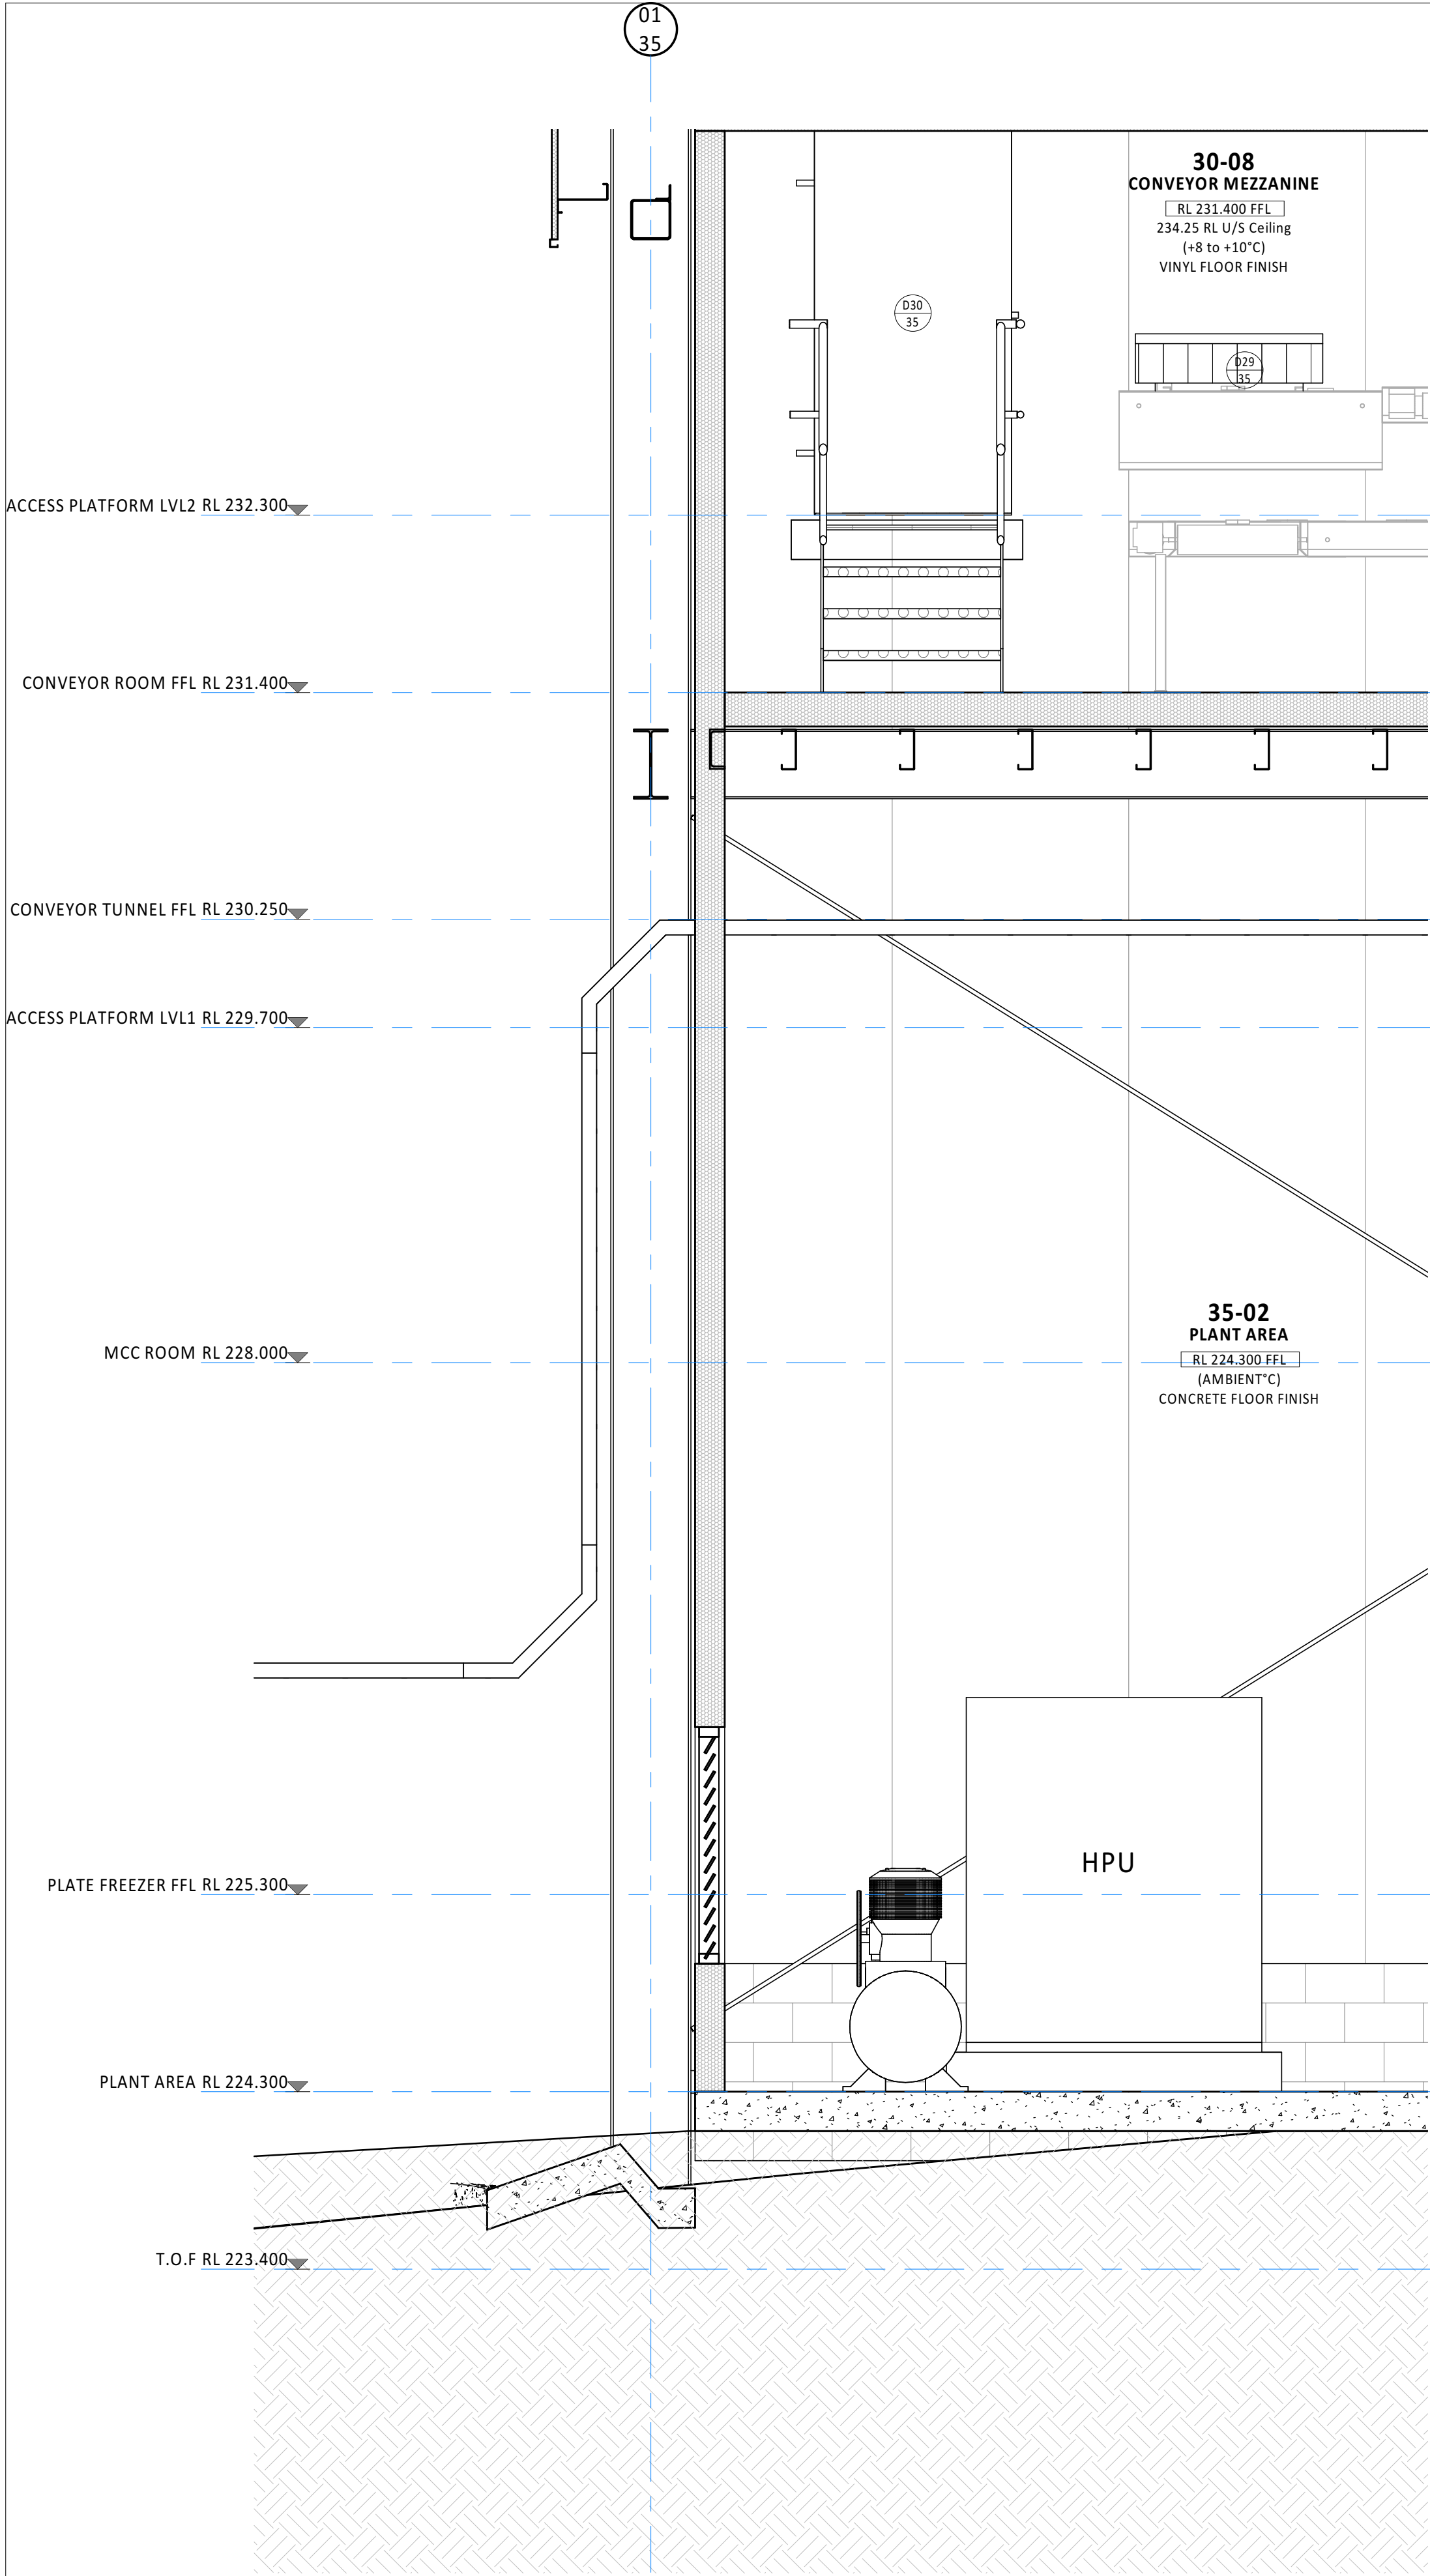 01
35
30-08
CONVEYOR MEZZANINE
RL 231.400 FFL
234.25 RL U/S Ceiling
(+8 to +10°C)
VINYL FLOOR FINISH
D30
35
D29
35
ACCESS PLATFORM LVL2 RL 232.300
CONVEYOR ROOM FFL RL 231.400
CONVEYOR TUNNEL FFL RL 230.250
ACCESS PLATFORM LVL1 RL 229.700
35-02
PLANT AREA
RL 224.300 FFL
(AMBIENT°C)
CONCRETE FLOOR FINISH
MCC ROOM RL 228.000
HPU
PLATE FREEZER FFL RL 225.300
PLANT AREA RL 224.300
T.O.F RL 223.400